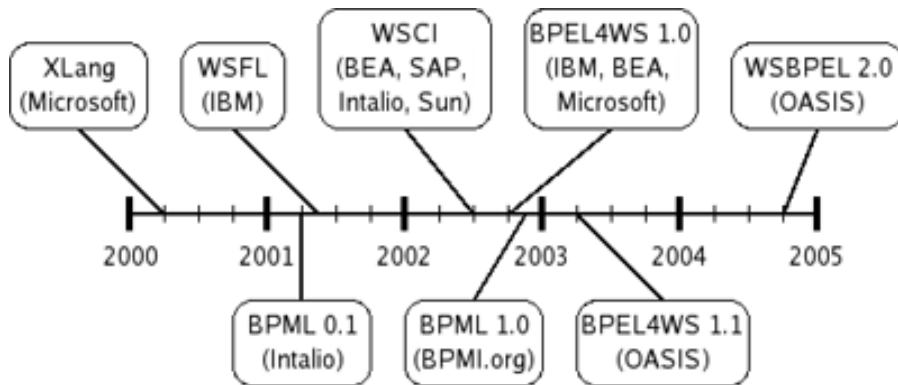 XLang
(Microsoft)
WSFL
(IBM)
WSCI
(BEA, SAP,
Intalio, Sun)
BPEL4WS 1.0
(IBM, BEA,
Microsoft)
WSBPEL 2.0
(OASIS)
2000
2001
2002
2003
2004
2005
BPML 0.1
(Intalio)
BPML 1.0
(BPMI.org)
BPEL4WS 1.1
(OASIS)